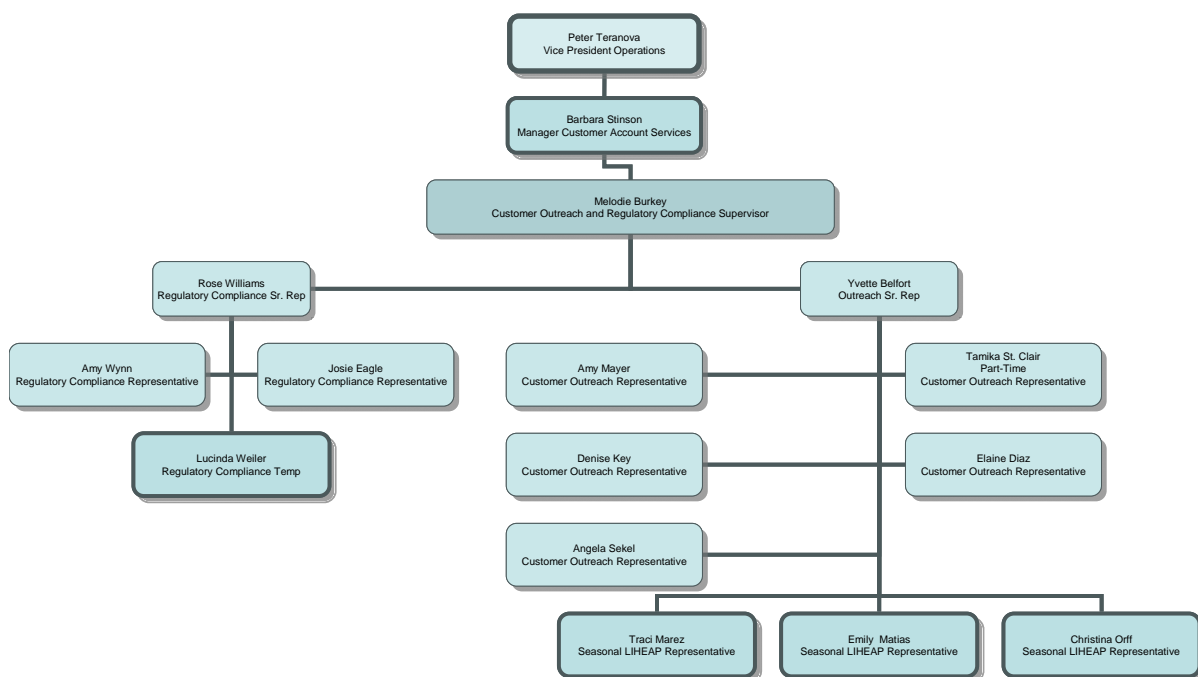 Peter Teranova
Vice President Operations
Barbara Stinson
Manager Customer Account Services
Melodie Burkey
Customer Outreach and Regulatory Compliance Supervisor
Rose Williams
Regulatory Compliance Sr. Rep
Yvette Belfort
Outreach Sr. Rep
Amy Wynn
Regulatory Compliance Representative
Josie Eagle
Regulatory Compliance Representative
Amy Mayer
Customer Outreach Representative
Tamika St. Clair
Part-Time
Customer Outreach Representative
Lucinda Weiler
Regulatory Compliance Temp
Denise Key
Customer Outreach Representative
Elaine Diaz
Customer Outreach Representative
Angela Sekel
Customer Outreach Representative
Traci Marez
Seasonal LIHEAP Representative
Emily  Matias
Seasonal LIHEAP Representative
Christina Orff
Seasonal LIHEAP Representative